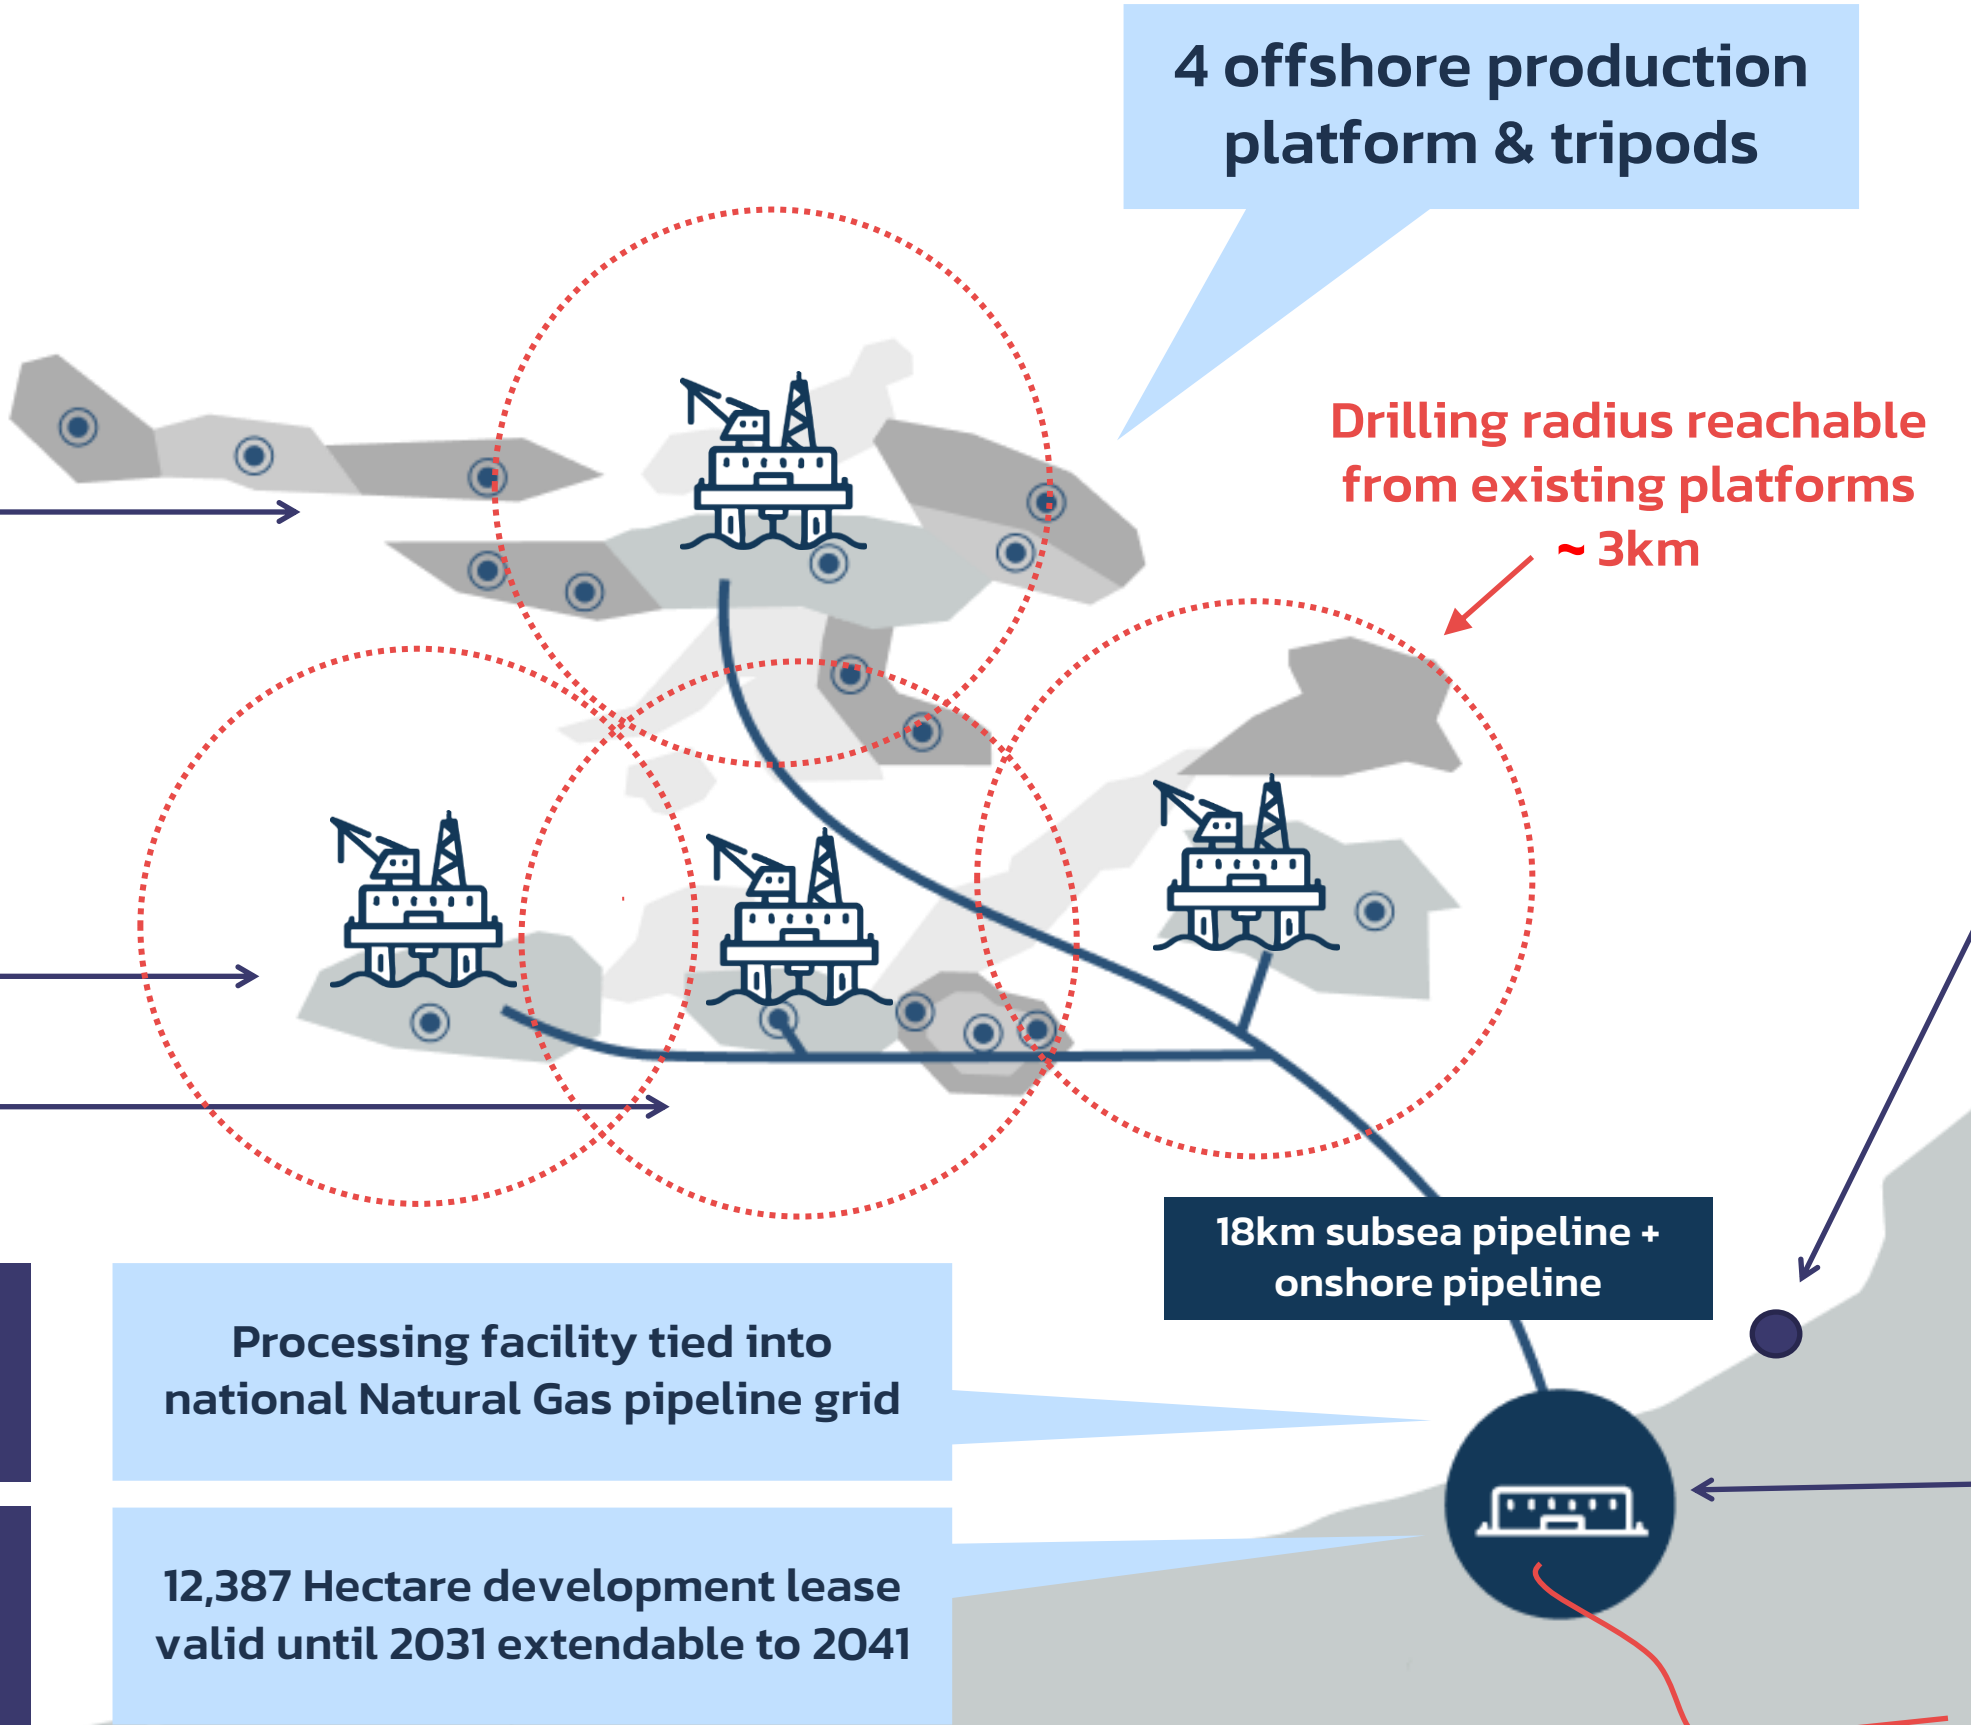 4 offshore production
platform & tripods
Drilling radius reachable
from existing platforms
~ 3km
18km subsea pipeline +
onshore pipeline
Processing facility tied into
national Natural Gas pipeline grid
12,387 Hectare development lease
valid until 2031 extendable to 2041